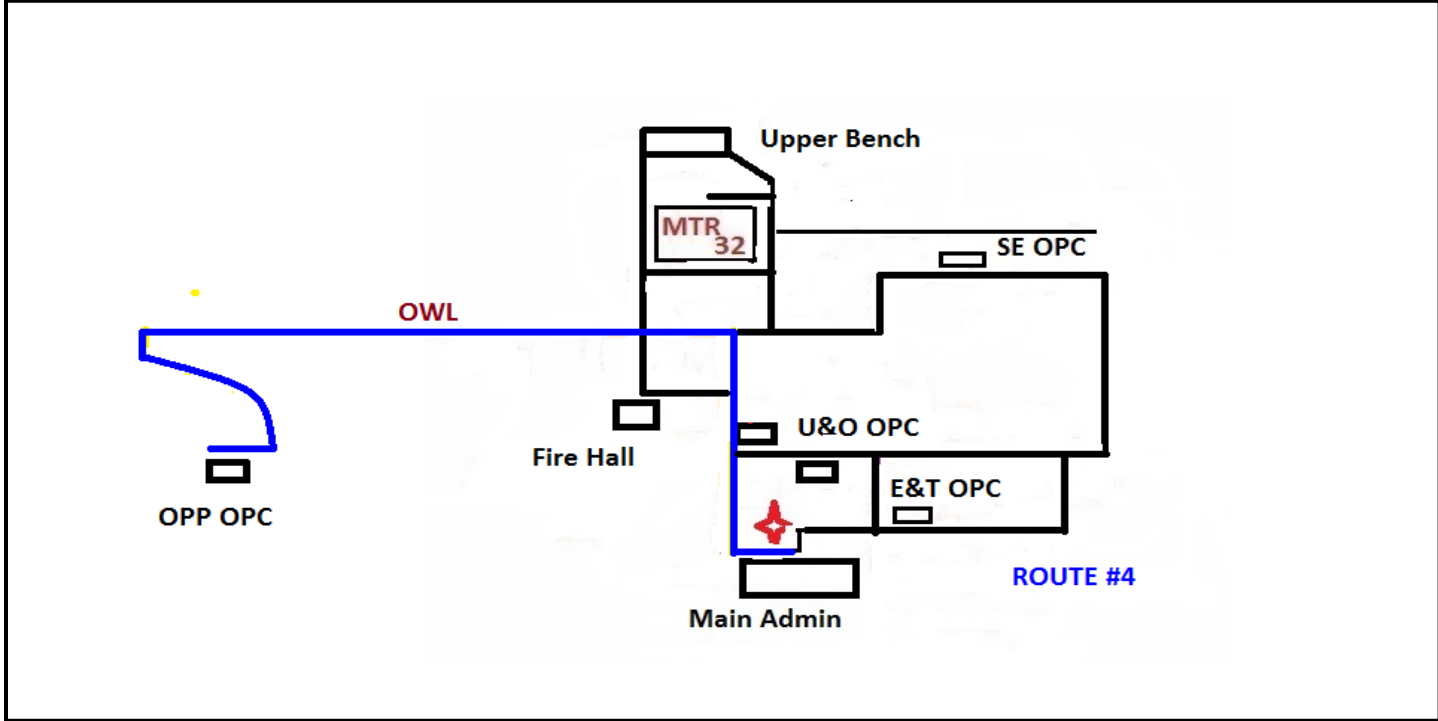 Upper Bench
MTR
32
SE OPC
OWL
U&O OPC
Fire Hall
E&T OPC
OPP OPC
ROUTE #4
Main Admin